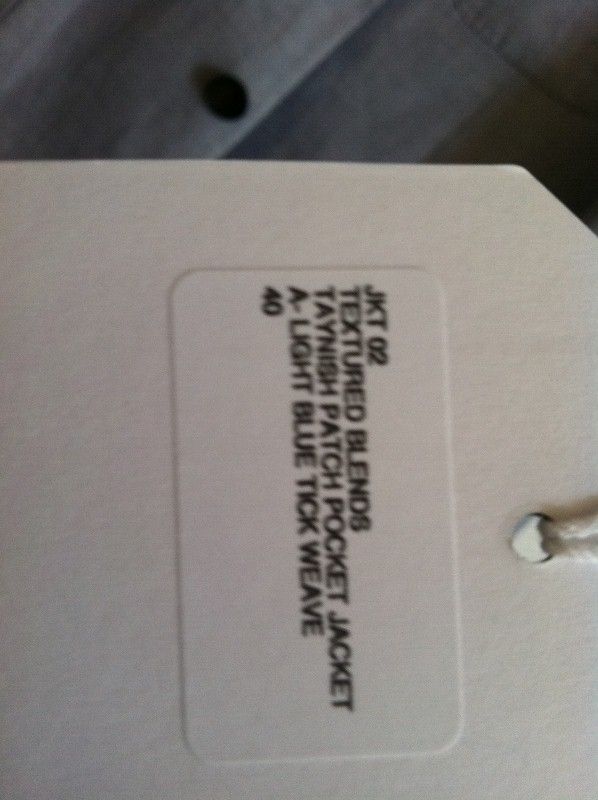 JKT 02
TEXTURED BLENDS
TAYNISH PATCH POCKET JACKET
A- LIGHT BLUE TICK WEAVE
40